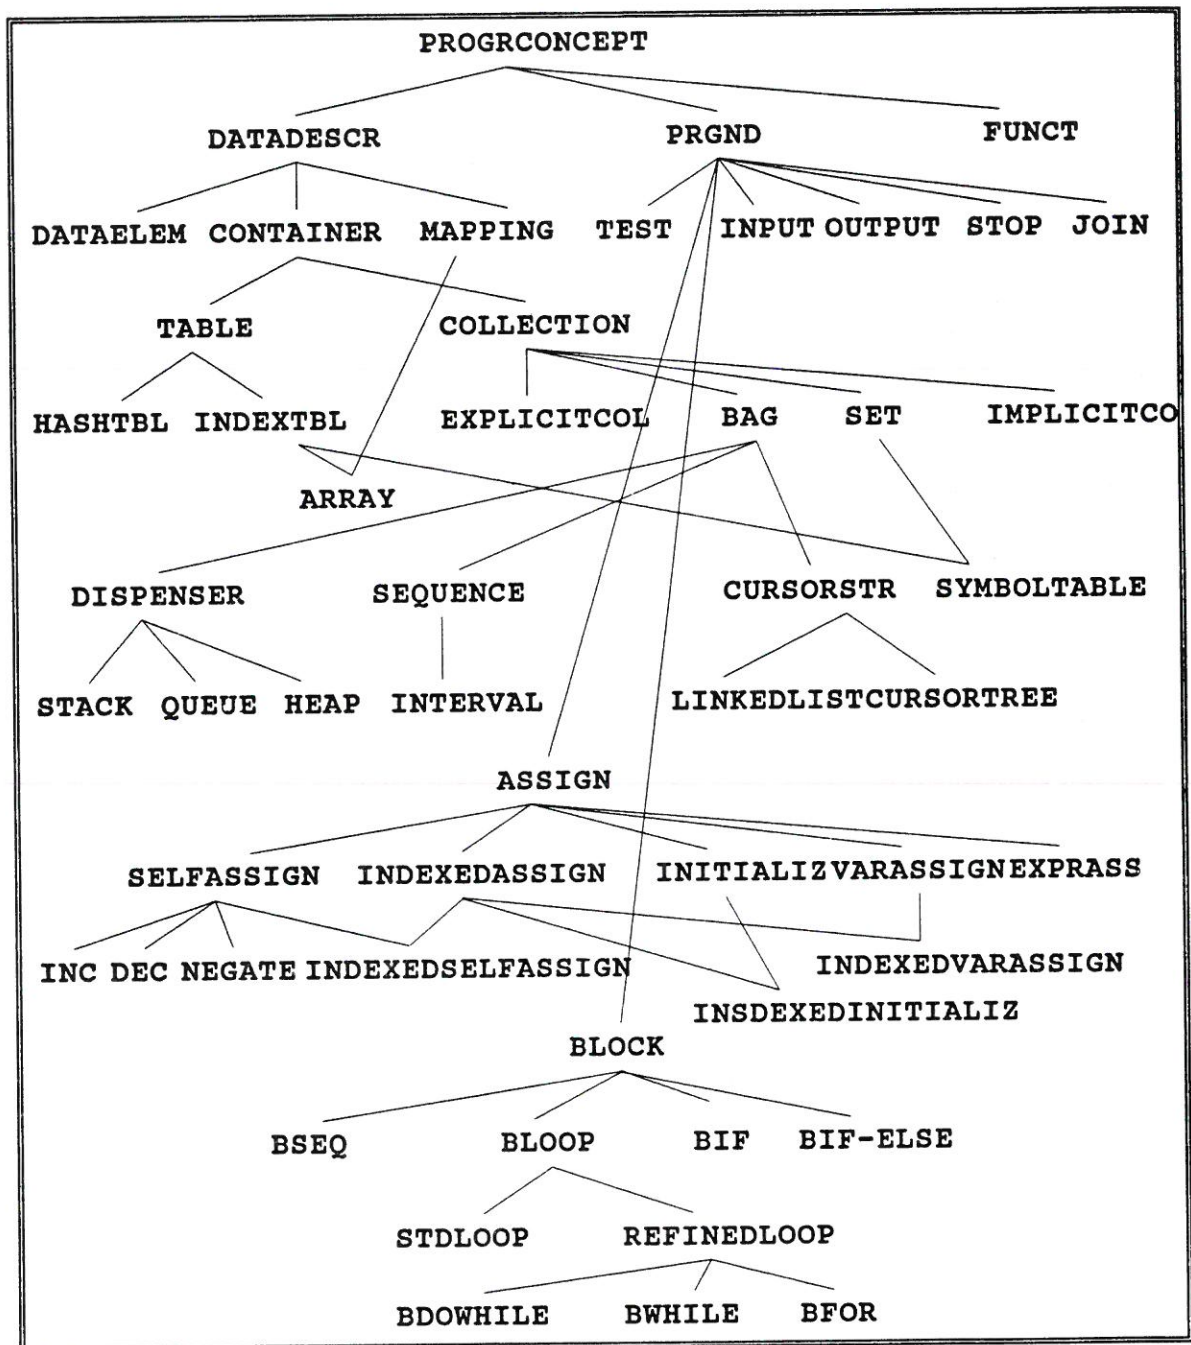 PROGRCONCEPT
DATADESCR PRGND FUNCT
DATAELEM CONTAINER MAPPING TEST INPUT OUTPUT STOP JOIN
TABLE COLLECTION
HASHTBL INDEXTBL EXPLICITCOL BAG SET IMPLICITCO
ARRAY
DISPENSER SEQUENCE CURSORSTR SYMBOLTABLE
STACK QUEUE HEAP INTERVAL LINKEDLISTCURSORTREE
ASSIGN
SELFASSIGN INDEXEDASSIGN INITIALIZVARASSIGNEXPRASS
INC DEC NEGATE INDEXEDSELFASSIGN INDEXEDVARASSIGN
INSDEXEDINITIALIZ
BLOCK
BSEQ BLOOP BIF BIF-ELSE
STDLOOP REFINEDLOOP
BDOWHILE BWHILE BFOR